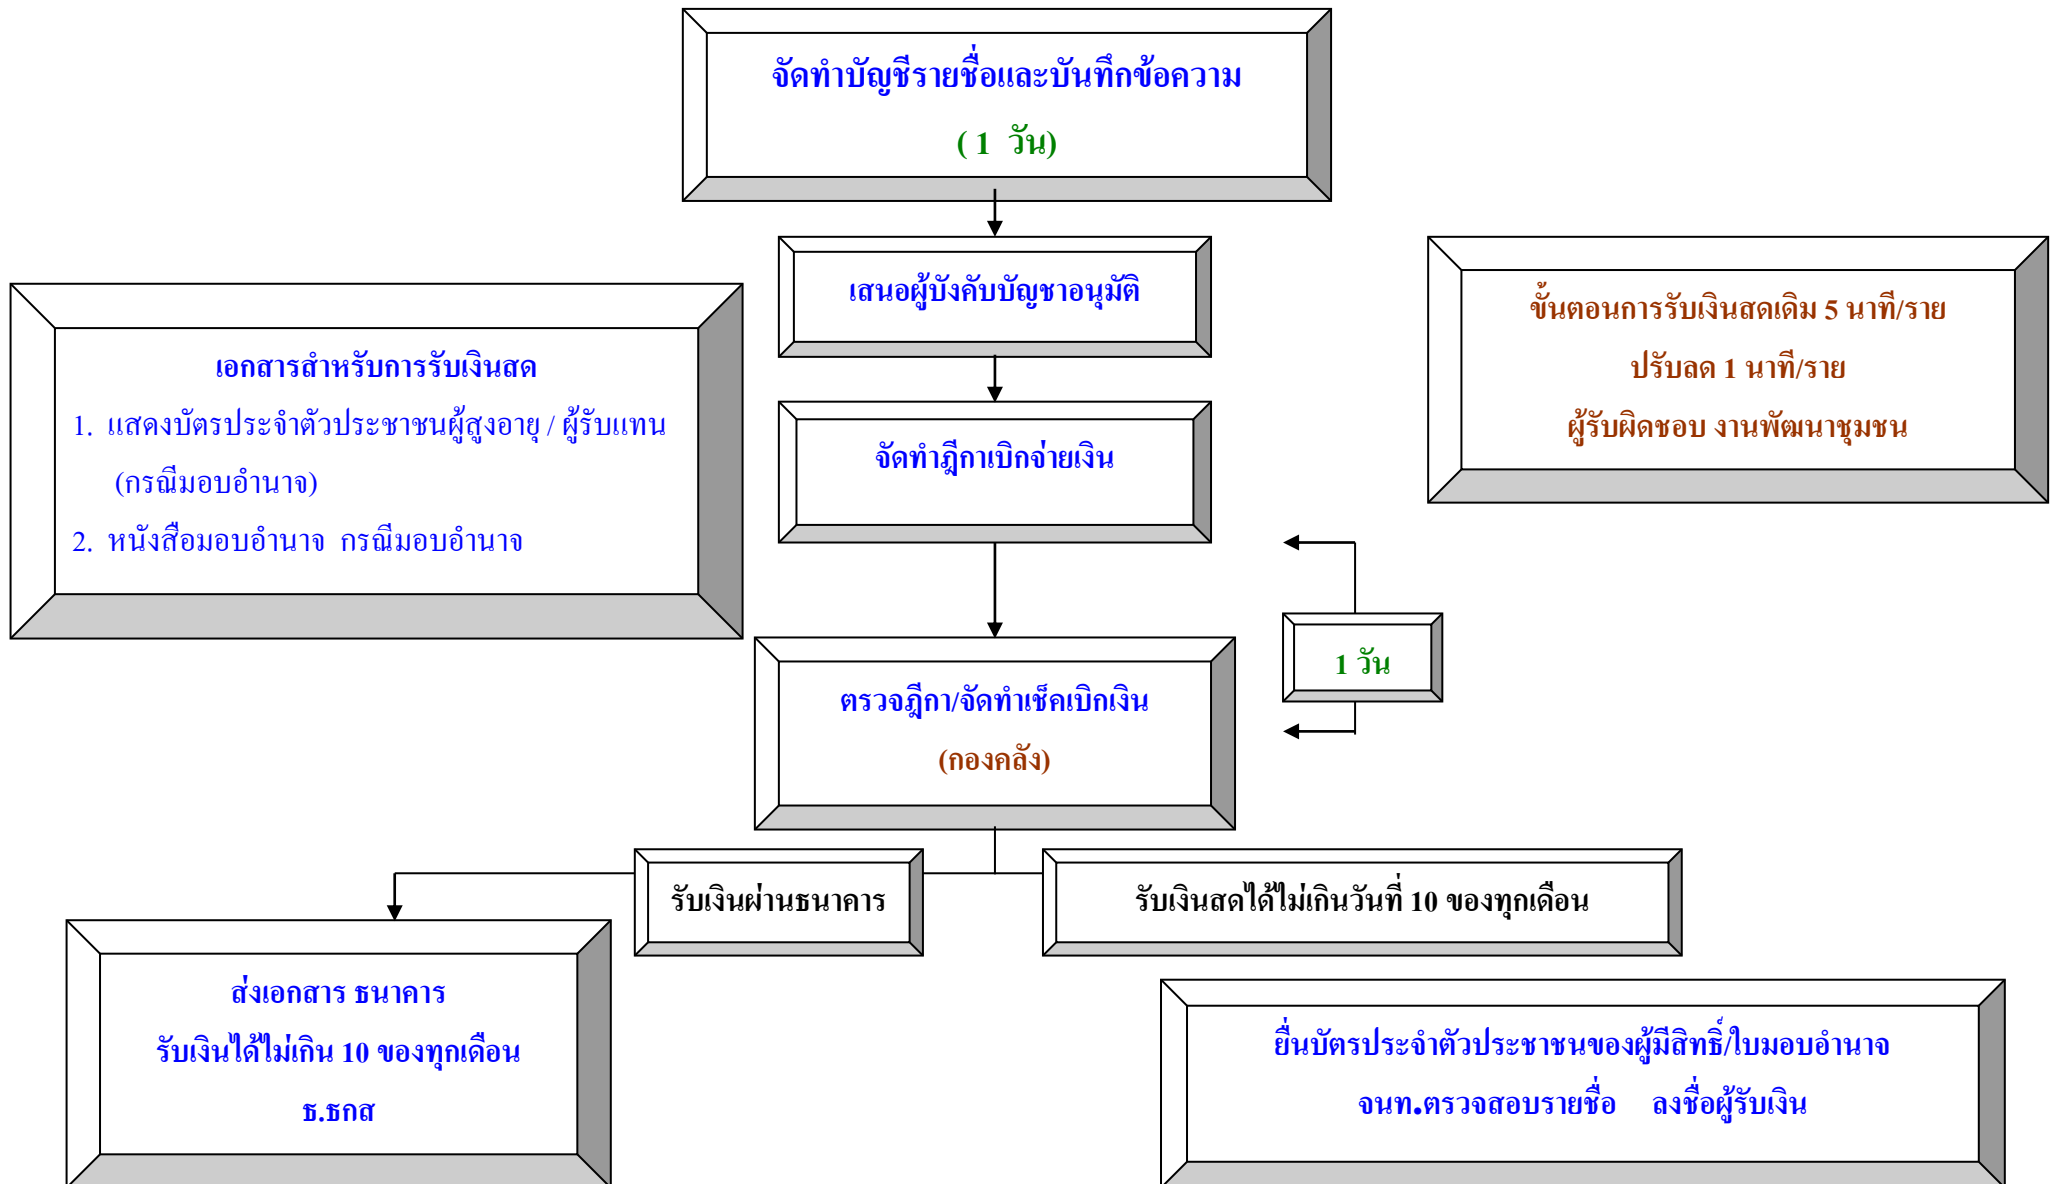 จัดทำบัญชีรายชื่อและบันทึกข้อความ
( 1 วัน)
เสนอผู้บังคับบัญชาอนุมัติ
เอกสารสำหรับการรับเงินสด
1. แสดงบัตรประจำตัวประชาชนผู้สูงอายุ / ผู้รับแทน
(กรณีมอบอำนาจ)
2. หนังสือมอบอำนาจ กรณีมอบอำนาจ
ขั้นตอนการรับเงินสดเดิม 5 นาที/ราย
ปรับลด 1 นาที/ราย
ผู้รับผิดชอบ งานพัฒนาชุมชน
จัดทำฎีกาเบิกจ่ายเงิน
1 วัน
ตรวจฎีกา/จัดทำเช็คเบิกเงิน
(กองคลัง)
รับเงินผ่านธนาคาร
รับเงินสดได้ไม่เกินวันที่ 10 ของทุกเดือน
ส่งเอกสาร ธนาคาร
รับเงินได้ไม่เกิน 10 ของทุกเดือน
ธ.ธกส
ยื่นบัตรประจำตัวประชาชนของผู้มีสิทธิ์/ใบมอบอำนาจ
จนท.ตรวจสอบรายชื่อ ลงชื่อผู้รับเงิน